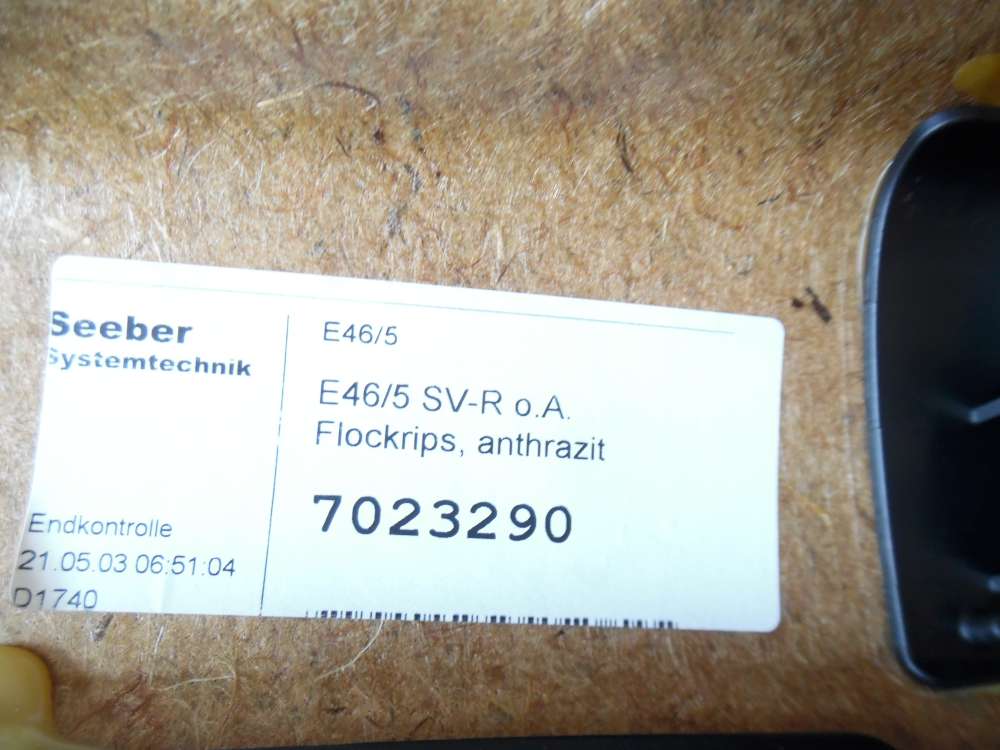 Seeber
Systemtechnik
E46/5
E46/5 SV-R o.A.
Flockrips, anthrazit
7023290
Endkontrolle
21.05.03 06:51:04
D1740